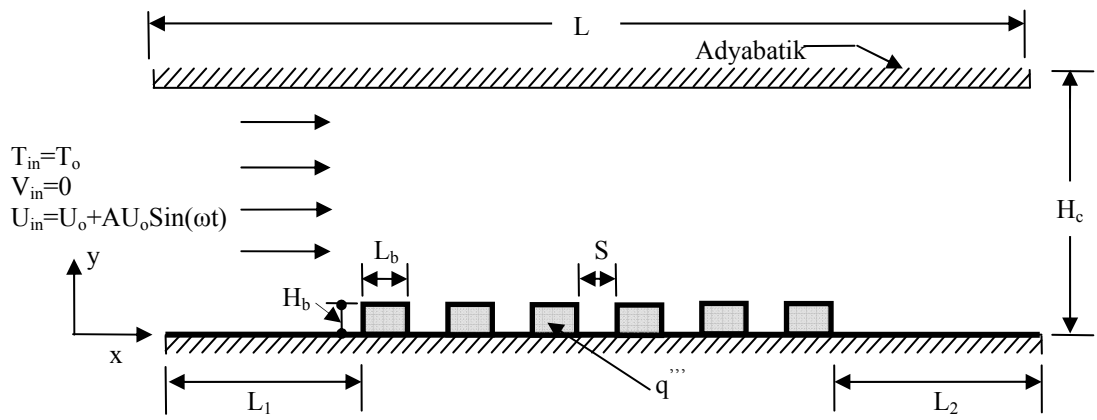 L
Adyabatik
T_in=T_o
V_in=0
U_in=U_o+AU_oSin(ωt)
H_c
y
L_b
S
H_b
x
q'''
L_1
L_2